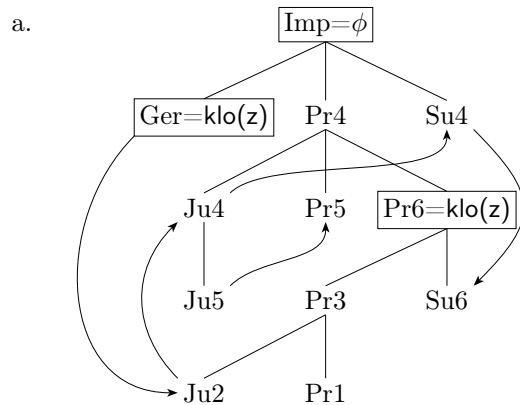 a.
Imp=ϕ
Ger=klo(z) Pr4 Su4
Ju4 Pr5 Pr6=klo(z)
Ju5 Pr3 Su6
Ju2 Pr1